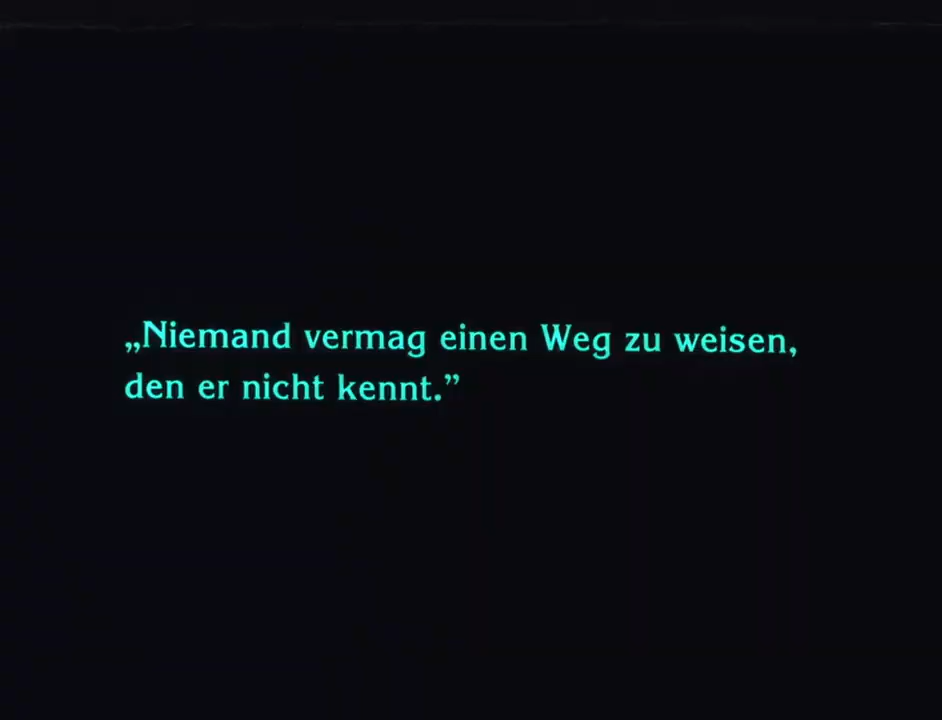 „Niemand vermag einen Weg zu weisen,
den er nicht kennt.”